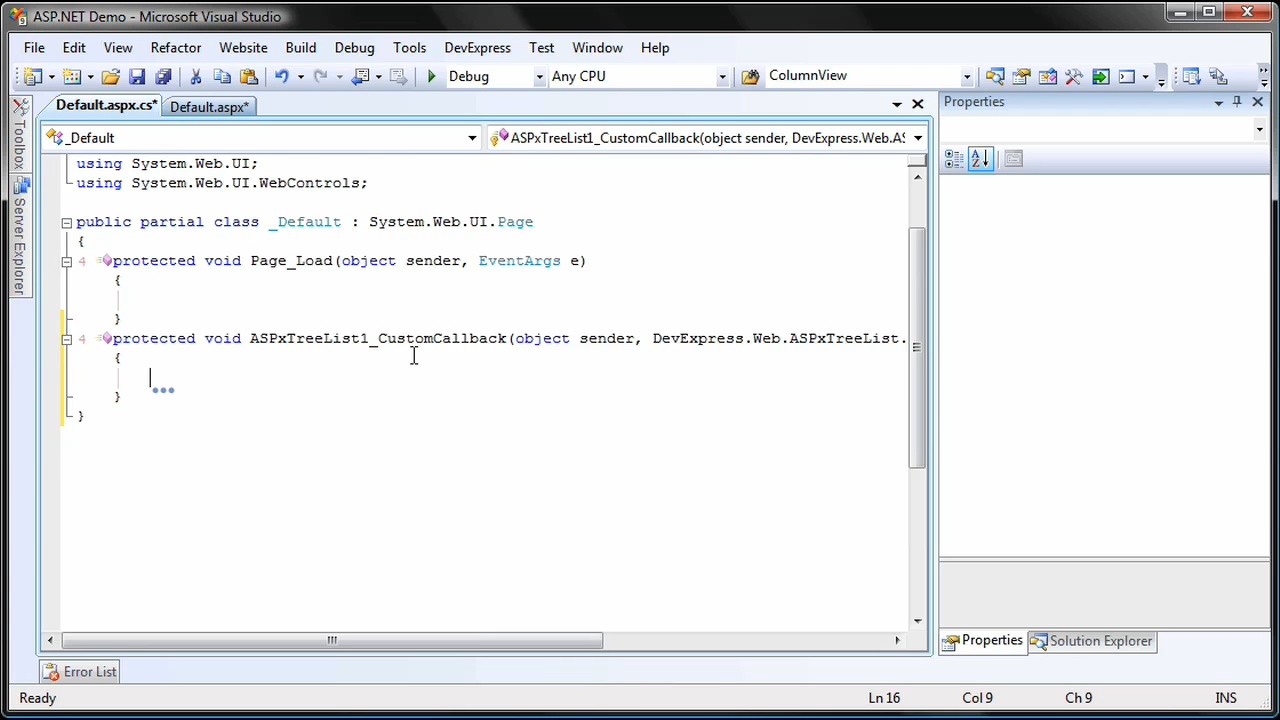 ASP.NET Demo - Microsoft Visual Studio
File Edit View Refactor Website Build Debug Tools DevExpress Test Window Help
Debug Any CPU ColumnView
Default.aspx.cs* Default.aspx*
Properties
_Default ASPxTreeList1_CustomCallback(object sender, DevExpress.Web.AS
Toolbox
Server Explorer
using System.Web.UI;
using System.Web.UI.WebControls;
public partial class _Default : System.Web.UI.Page
{
4 protected void Page_Load(object sender, EventArgs e)
{
}
4 protected void ASPxTreeList1_CustomCallback(object sender, DevExpress.Web.ASPxTreeList.
{
}
}
Properties Solution Explorer
Error List
Ready Ln 16 Col 9 Ch 9 INS